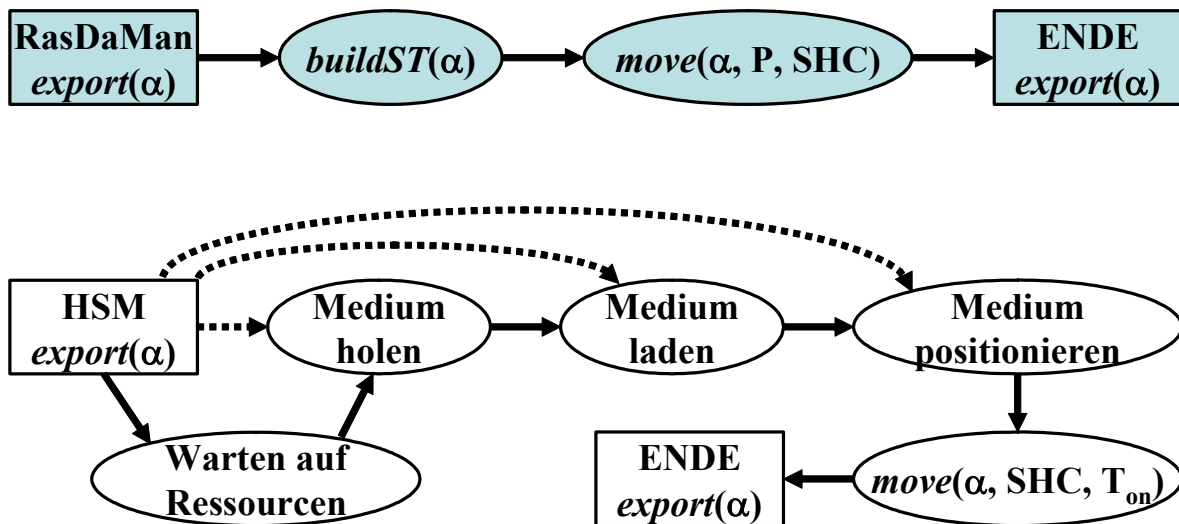 RasDaMan
export(α)
buildST(α)
move(α, P, SHC)
ENDE
export(α)
HSM
export(α)
Medium
holen
Medium
laden
Medium
positionieren
Warten auf
Ressourcen
ENDE
export(α)
move(α, SHC, Ton)